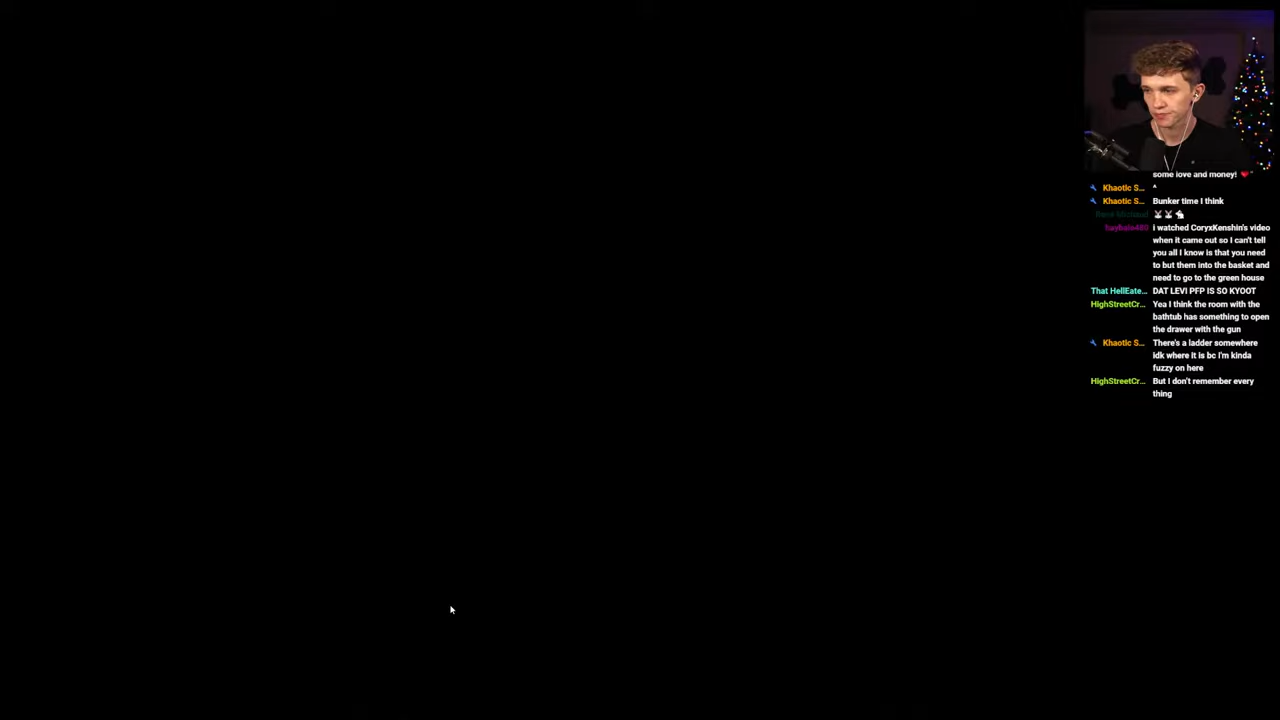 some love and money! ❤️
Khaotic S... ^
Khaotic S... Bunker time I think
i watched CoryxKenshin's video
when it came out so I can't tell
you all I know is that you need
to but them into the basket and
need to go to the green house
That HellEate... DAT LEVI PFP IS SO KYOOT
HighStreetCr... Yea I think the room with the
bathtub has something to open
the drawer with the gun
Khaotic S... There's a ladder somewhere
idk where it is bc I'm kinda
fuzzy on here
HighStreetCr... But I don't remember every
thing